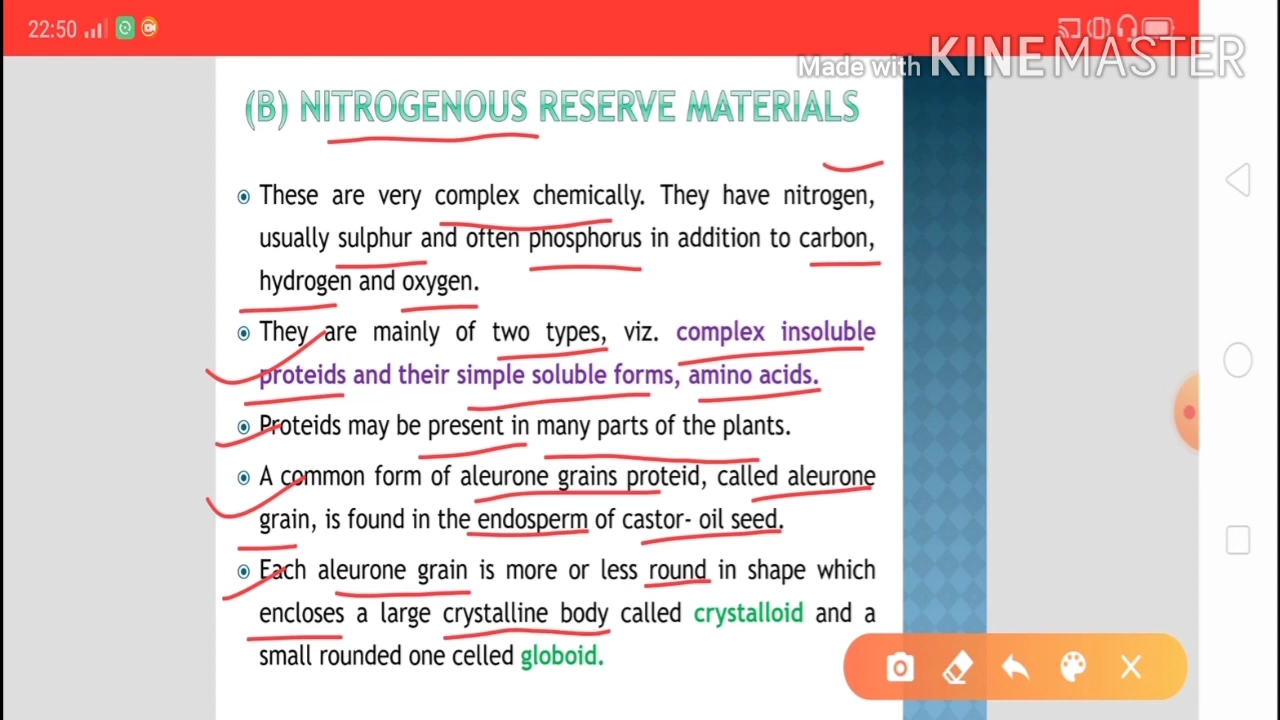 22:50
Made with KINEMASTER
(B) NITROGENOUS RESERVE MATERIALS
These are very complex chemically. They have nitrogen,
usually sulphur and often phosphorus in addition to carbon,
hydrogen and oxygen.
They are mainly of two types, viz. complex insoluble
proteids and their simple soluble forms, amino acids.
Proteids may be present in many parts of the plants.
A common form of aleurone grains proteid, called aleurone
grain, is found in the endosperm of castor- oil seed.
Each aleurone grain is more or less round in shape which
encloses a large crystalline body called crystalloid and a
small rounded one celled globoid.